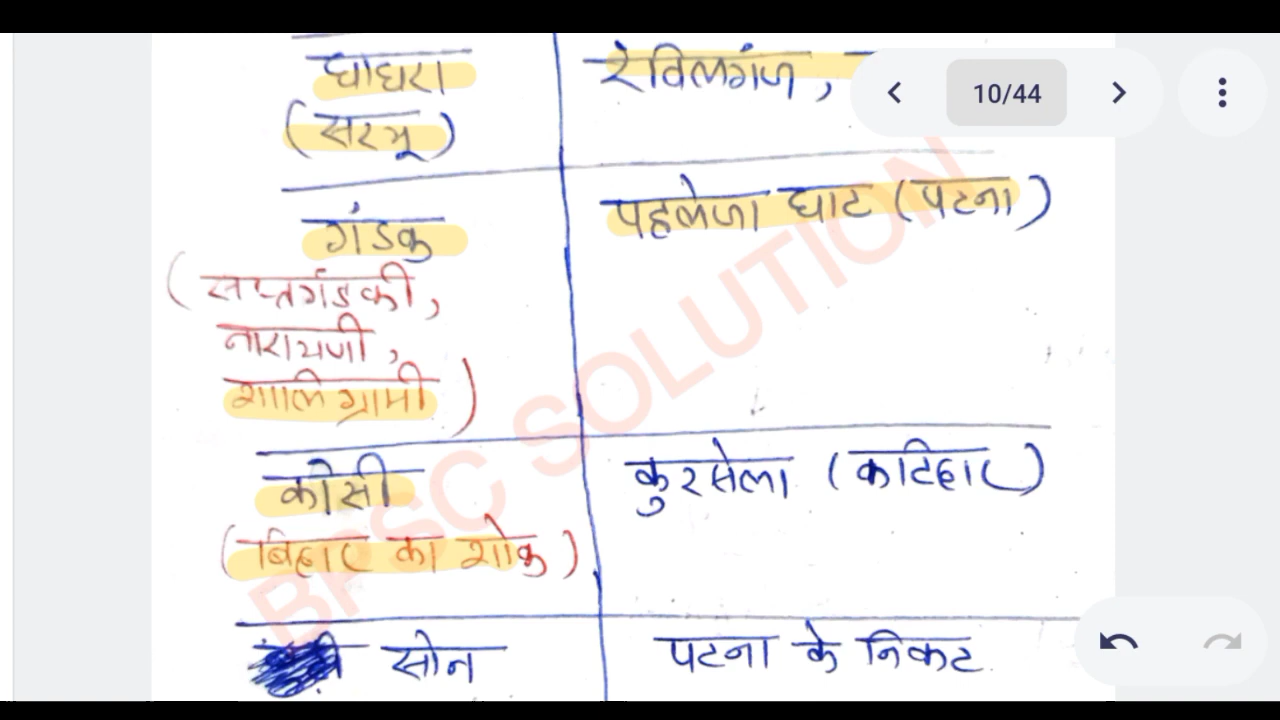 घाघरा
रेविलगंज,
10/44
(सरयू)
गंडक
पहलेजा घाट (पटना)
(सप्तगंडकी,
नारायणी,
शालिग्रामी)
कोसी
कुरसेला (कटिहार)
(बिहार का शोक)
सोन
पटना के निकट
BPSC SOLUTION